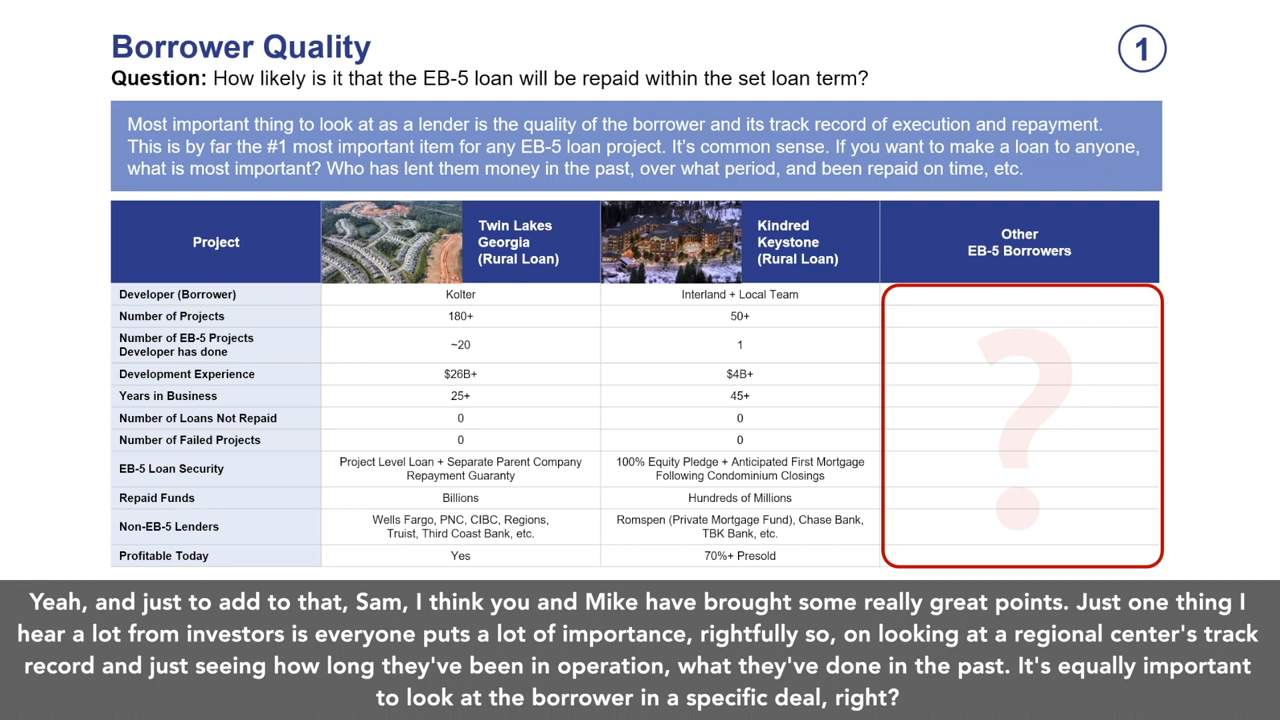 Borrower Quality
1
Question: How likely is it that the EB-5 loan will be repaid within the set loan term?
Most important thing to look at as a lender is the quality of the borrower and its track record of execution and repayment.
This is by far the #1 most important item for any EB-5 loan project. It's common sense. If you want to make a loan to anyone,
what is most important? Who has lent them money in the past, over what period, and been repaid on time, etc.
Project
Twin Lakes
Georgia
(Rural Loan)
Kindred
Keystone
(Rural Loan)
Other
EB-5 Borrowers
Developer (Borrower)
Kolter
Interland + Local Team
Number of Projects
180+
50+
Number of EB-5 Projects
Developer has done
~20
1
Development Experience
$26B+
$4B+
Years in Business
25+
45+
Number of Loans Not Repaid
0
0
Number of Failed Projects
0
0
EB-5 Loan Security
Project Level Loan + Separate Parent Company
Repayment Guaranty
100% Equity Pledge + Anticipated First Mortgage
Following Condominium Closings
Repaid Funds
Billions
Hundreds of Millions
Non-EB-5 Lenders
Wells Fargo, PNC, CIBC, Regions,
Truist, Third Coast Bank, etc.
Romspen (Private Mortgage Fund), Chase Bank,
TBK Bank, etc.
Profitable Today
Yes
70%+ Presold
?
Yeah, and just to add to that, Sam, I think you and Mike have brought some really great points. Just one thing I
hear a lot from investors is everyone puts a lot of importance, rightfully so, on looking at a regional center's track
record and just seeing how long they've been in operation, what they've done in the past. It's equally important
to look at the borrower in a specific deal, right?